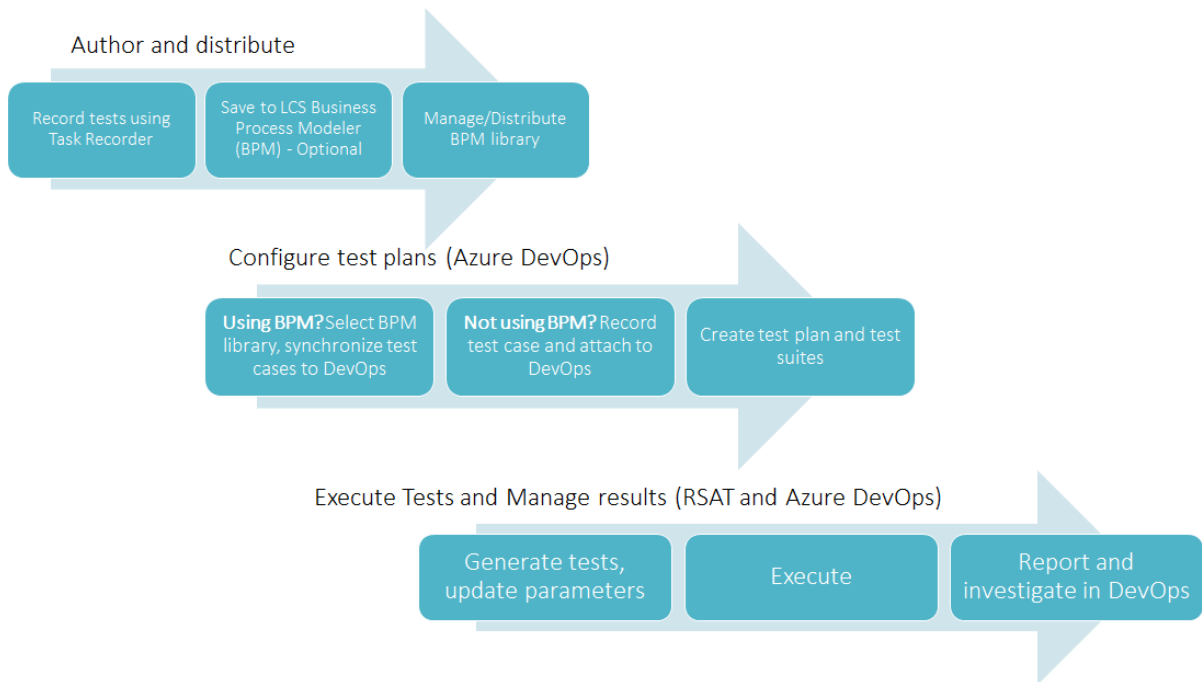 Author and distribute
Record tests using
Task Recorder
Save to LCS Business
Process Modeler
(BPM) - Optional
Manage/Distribute
BPM library
Configure test plans (Azure DevOps)
Using BPM? Select BPM
library, synchronize test
cases to DevOps
Not using BPM? Record
test case and attach to
DevOps
Create test plan and test
suites
Execute Tests and Manage results (RSAT and Azure DevOps)
Generate tests,
update parameters
Execute
Report and
investigate in DevOps